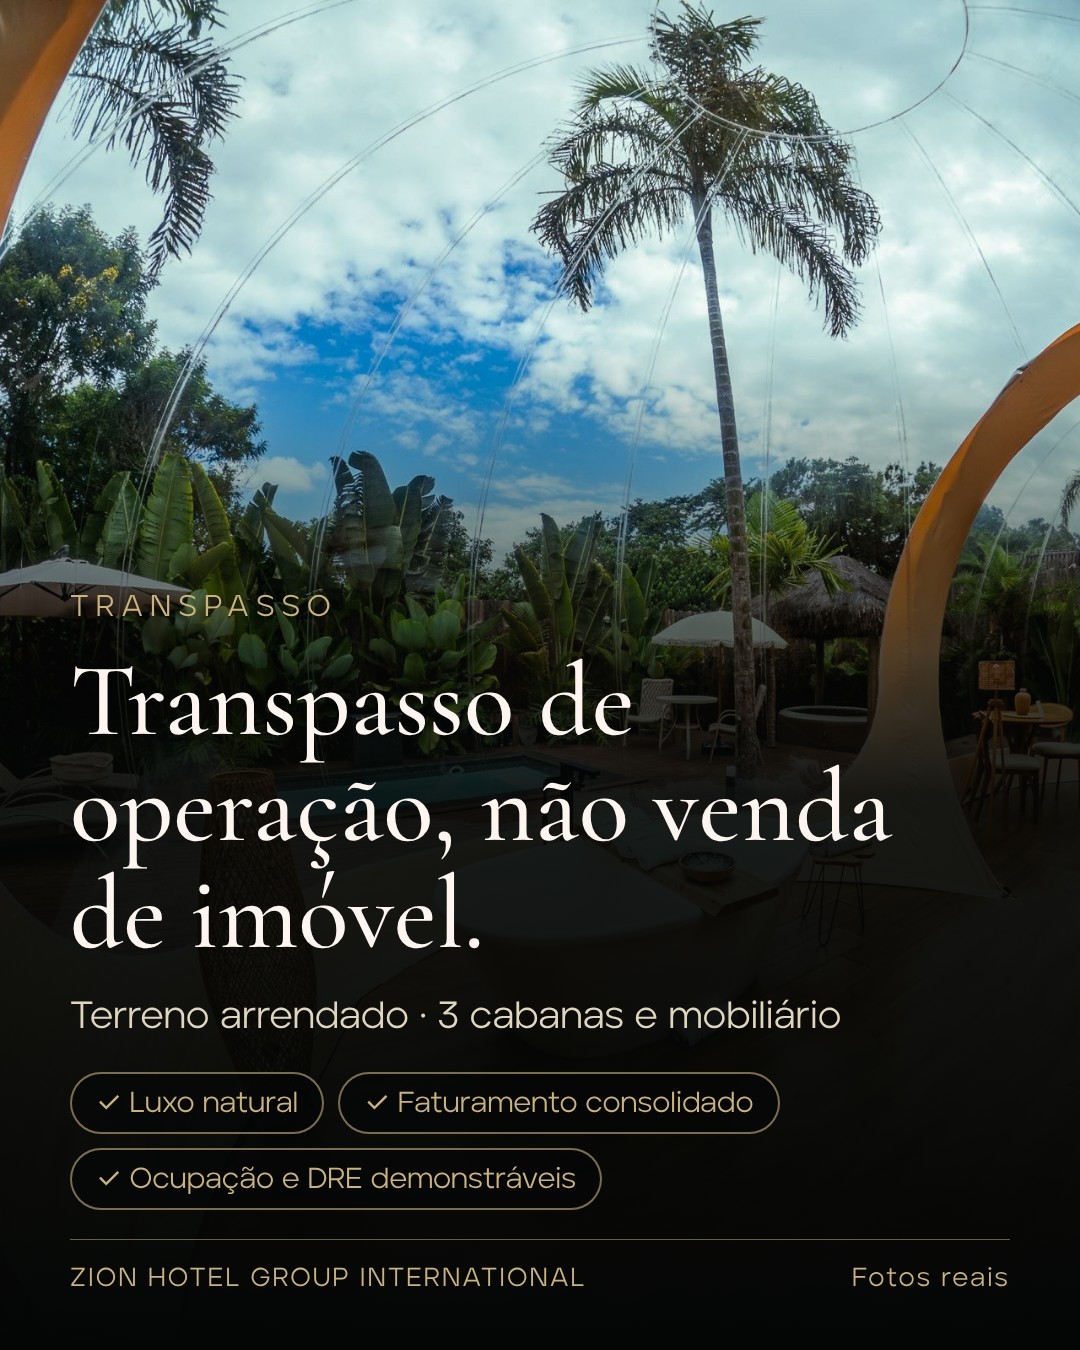 TRANSPASSO
Transpasso de
operação, não venda
de imóvel.
Terreno arrendado · 3 cabanas e mobiliário
✓ Luxo natural
✓ Faturamento consolidado
✓ Ocupação e DRE demonstráveis
ZION HOTEL GROUP INTERNATIONAL
Fotos reais